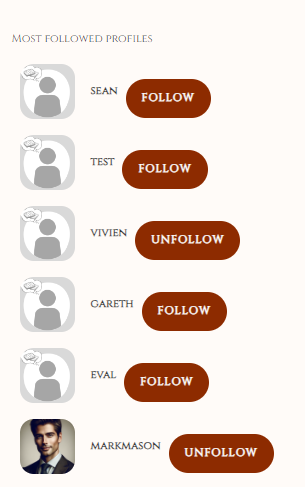 Most followed profiles
sean FOLLOW
test FOLLOW
vivien UNFOLLOW
gareth FOLLOW
eval FOLLOW
markmason UNFOLLOW